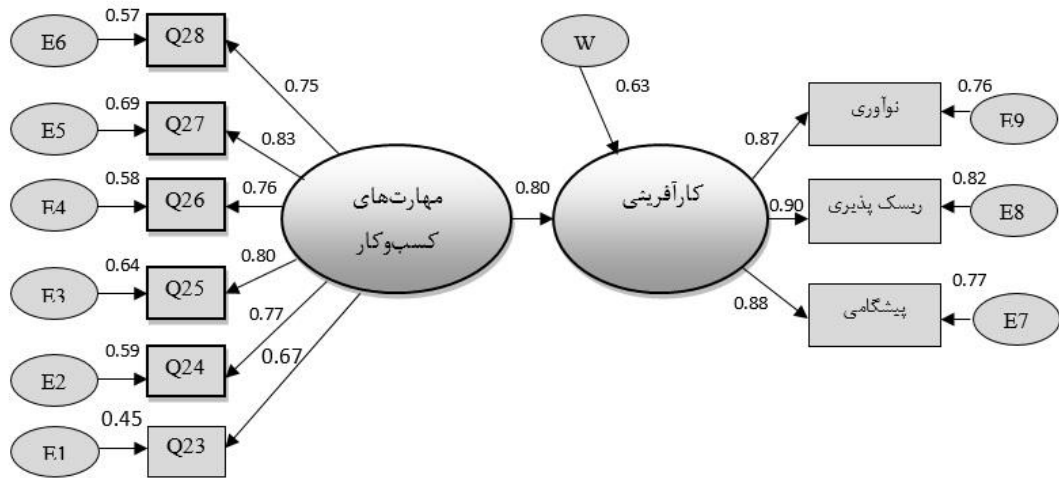 0.57
E6
Q28
0.75
W
0.63
0.69
E5
Q27
0.83
نوآوری
0.76
E9
0.87
0.58
E4
Q26
0.76
مهارت‌های
کسب‌وکار
0.80
کارآفرینی
0.90
ریسک پذیری
0.82
E8
0.64
E3
Q25
0.80
0.88
پیشگامی
0.77
E7
0.59
E2
Q24
0.77
0.67
0.45
E1
Q23